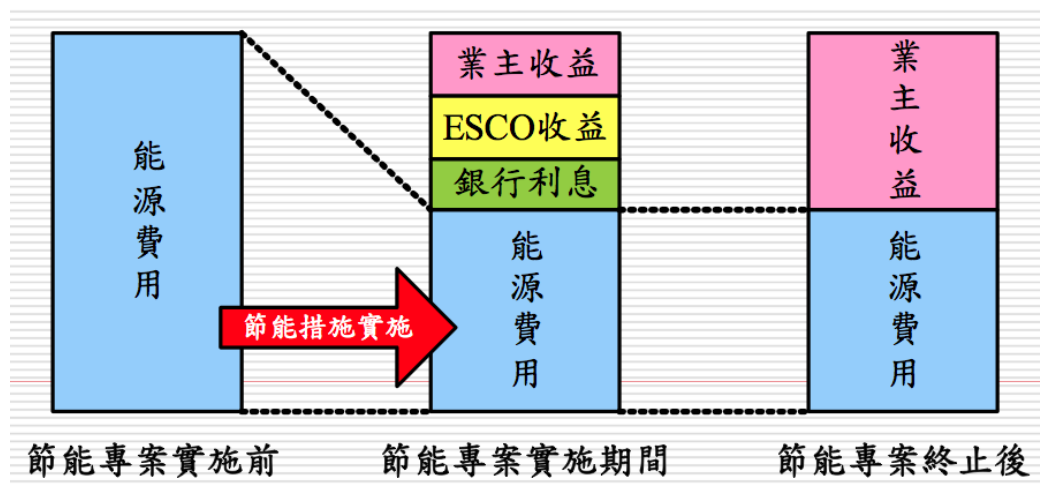 能源費用
節能措施實施
業主收益
ESCO收益
銀行利息
能源費用
業主收益
能源費用
節能專案實施前
節能專案實施期間
節能專案終止後